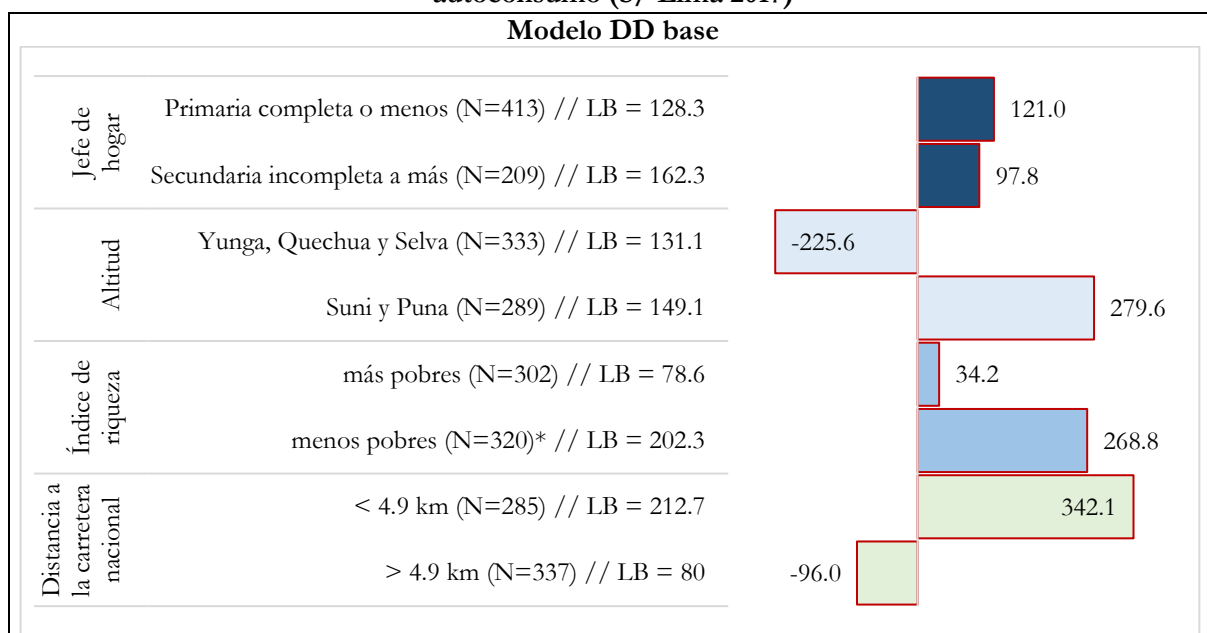 autoconsumo (S/ Lima 2017)
Modelo DD base
Jefe de
hogar
Primaria completa o menos (N=413) // LB = 128.3
121.0
Secundaria incompleta a más (N=209) // LB = 162.3
97.8
Altitud
Yunga, Quechua y Selva (N=333) // LB = 131.1
-225.6
Suni y Puna (N=289) // LB = 149.1
279.6
Índice de
riqueza
más pobres (N=302) // LB = 78.6
34.2
menos pobres (N=320)* // LB = 202.3
268.8
Distancia a
la carretera
nacional
< 4.9 km (N=285) // LB = 212.7
342.1
> 4.9 km (N=337) // LB = 80
-96.0